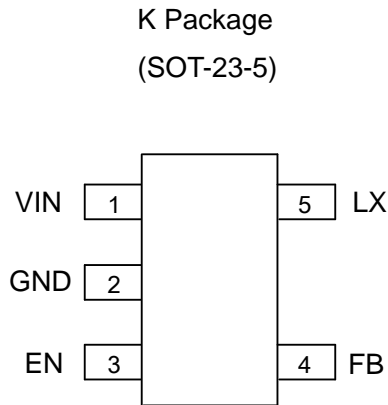 K Package
(SOT-23-5)
VIN 1 5 LX
GND 2
EN 3 4 FB